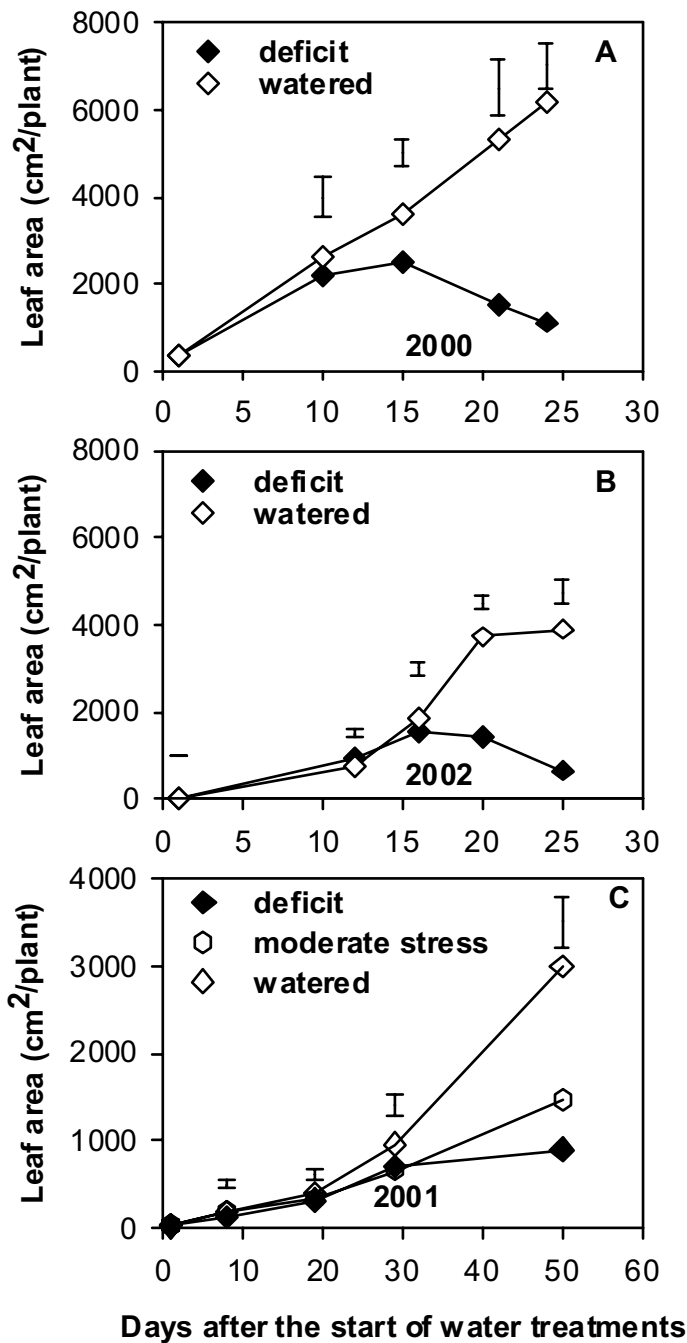 8000
deficit A
watered
6000
4000
2000
0
Leaf area (cm²/plant)
2000
0 5 10 15 20 25 30
8000
deficit B
watered
6000
4000
2000
0
Leaf area (cm²/plant)
2002
0 5 10 15 20 25 30
4000
deficit C
moderate stress
watered
3000
2000
1000
0
Leaf area (cm²/plant)
2001
0 10 20 30 40 50 60
Days after the start of water treatments